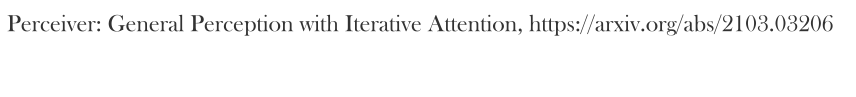 Perceiver: General Perception with Iterative Attention, https://arxiv.org/abs/2103.03206